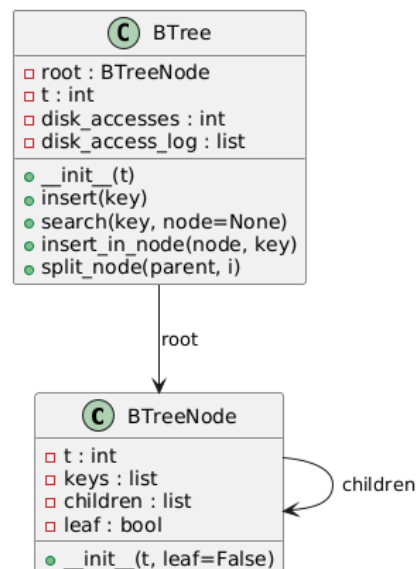 C BTree
root : BTreeNode
t : int
disk_accesses : int
disk_access_log : list
__init__(t)
insert(key)
search(key, node=None)
insert_in_node(node, key)
split_node(parent, i)
root
C BTreeNode
t : int
keys : list
children : list
leaf : bool
children
__init__(t, leaf=False)